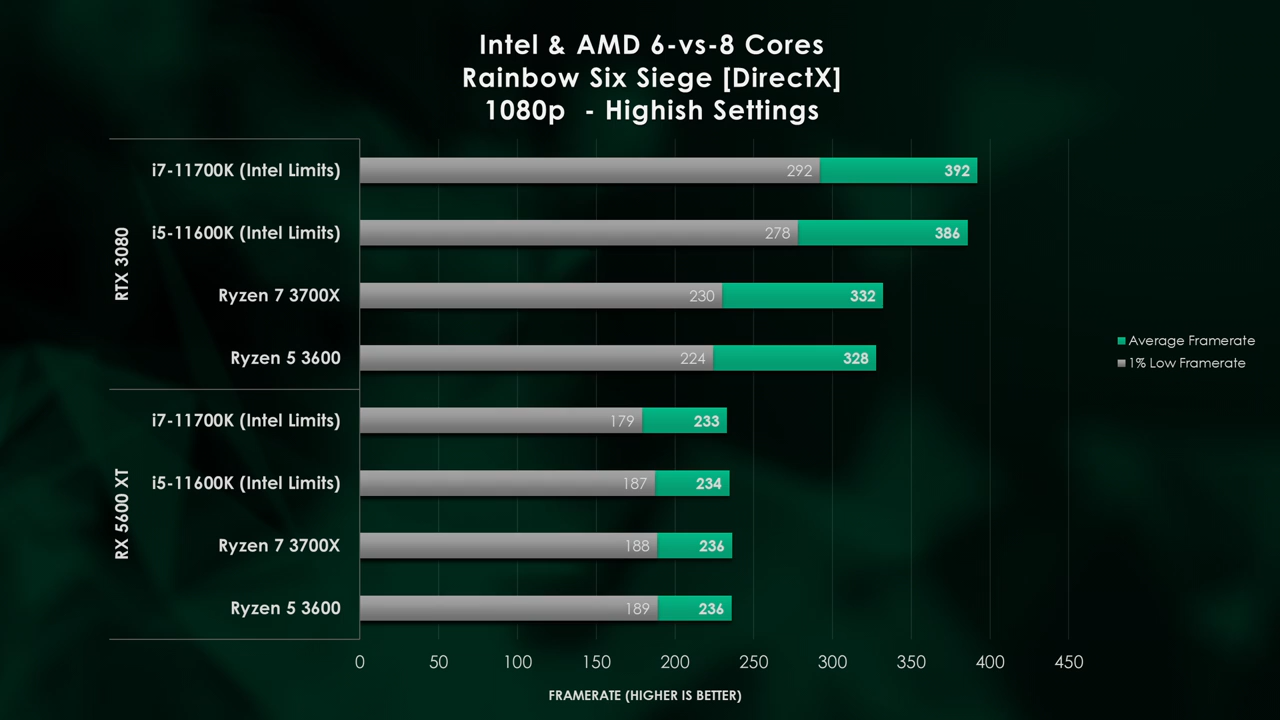 Intel & AMD 6-vs-8 Cores
Rainbow Six Siege [DirectX]
1080p - Highish Settings
RTX 3080
i7-11700K (Intel Limits) 292 392
i5-11600K (Intel Limits) 278 386
Ryzen 7 3700X 230 332
Ryzen 5 3600 224 328
RX 5600 XT
i7-11700K (Intel Limits) 179 233
i5-11600K (Intel Limits) 187 234
Ryzen 7 3700X 188 236
Ryzen 5 3600 189 236
0 50 100 150 200 250 300 350 400 450
FRAMERATE (HIGHER IS BETTER)
Average Framerate
1% Low Framerate